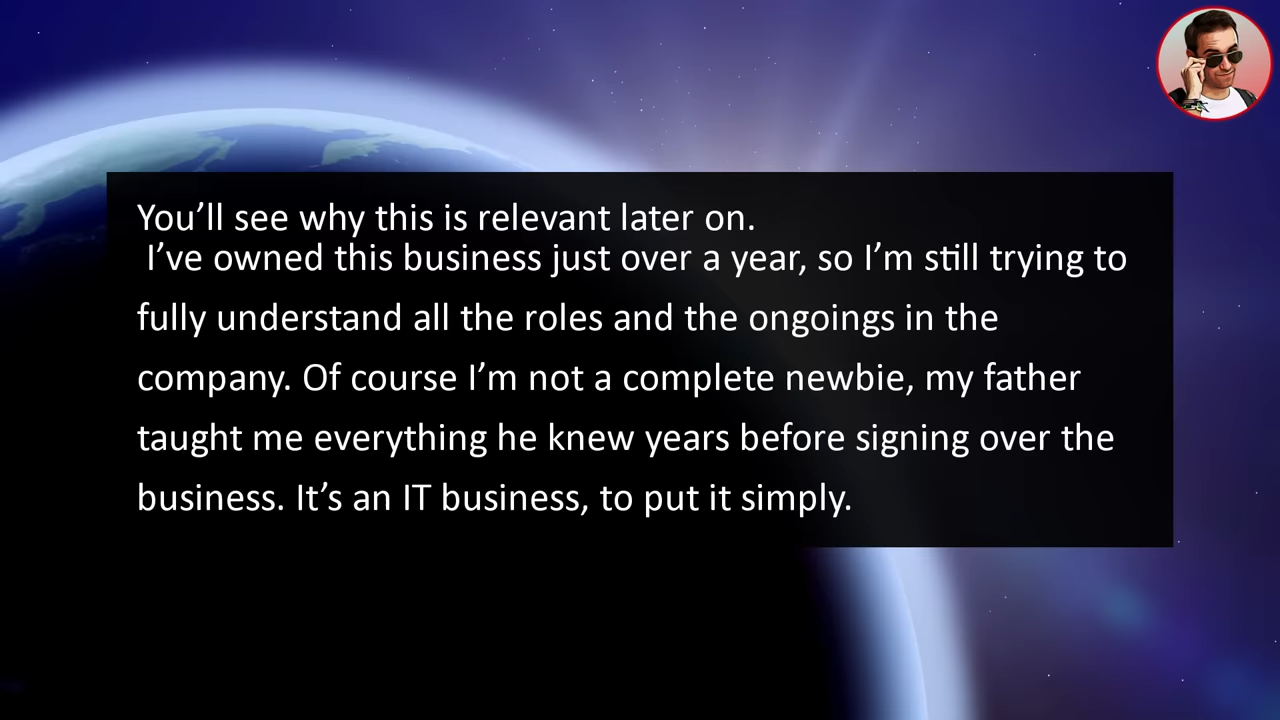 You’ll see why this is relevant later on.
I’ve owned this business just over a year, so I’m still trying to
fully understand all the roles and the ongoings in the
company. Of course I’m not a complete newbie, my father
taught me everything he knew years before signing over the
business. It’s an IT business, to put it simply.